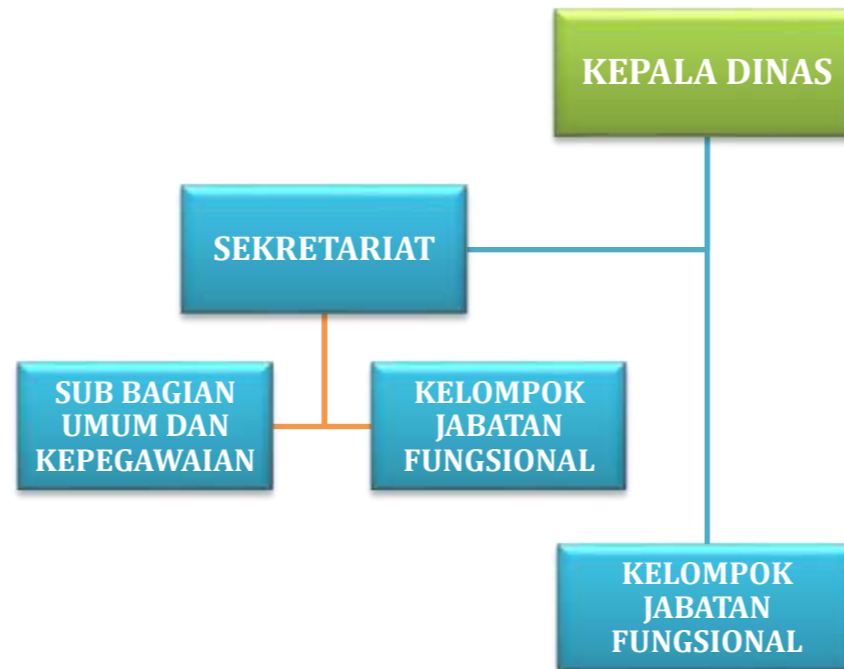 KEPALA DINAS
SEKRETARIAT
SUB BAGIAN
UMUM DAN
KEPEGAWAIAN
KELOMPOK
JABATAN
FUNGSIONAL
KELOMPOK
JABATAN
FUNGSIONAL